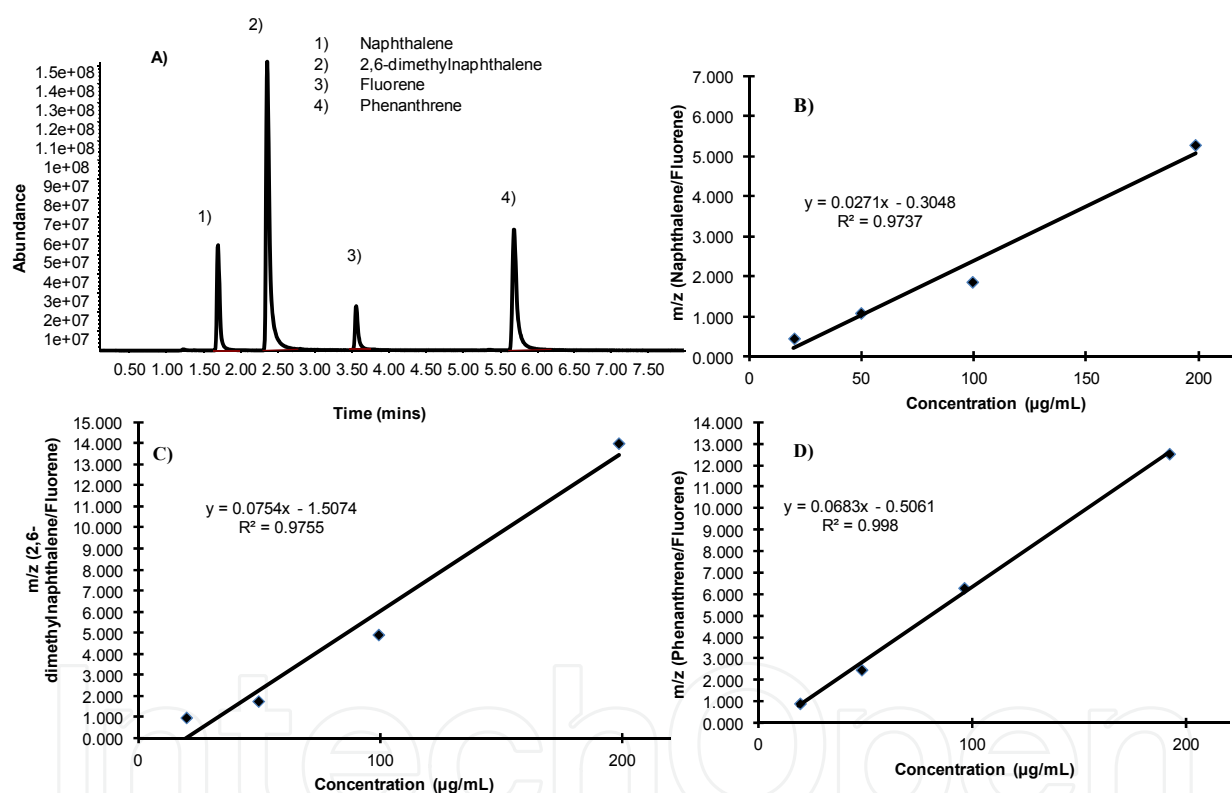 A)
1) Naphthalene
2) 2,6-dimethylnaphthalene
3) Fluorene
4) Phenanthrene
Abundance
1.5e+08
1.4e+08
1.3e+08
1.2e+08
1.1e+08
1e+08
9e+07
8e+07
7e+07
6e+07
5e+07
4e+07
3e+07
2e+07
1e+07
1)
2)
3)
4)
0.50 1.00 1.50 2.00 2.50 3.00 3.50 4.00 4.50 5.00 5.50 6.00 6.50 7.00 7.50
Time (mins)
B)
m/z (Naphthalene/Fluorene)
7.000
6.000
5.000
4.000
3.000
2.000
1.000
0.000
y = 0.0271x - 0.3048
R² = 0.9737
0 50 100 150 200
Concentration (µg/mL)
C)
m/z (2,6-
dimethylnaphthalene/Fluorene)
15.000
14.000
13.000
12.000
11.000
10.000
9.000
8.000
7.000
6.000
5.000
4.000
3.000
2.000
1.000
0.000
y = 0.0754x - 1.5074
R² = 0.9755
0 100 200
Concentration (µg/mL)
D)
m/z (Phenanthrene/Fluorene)
14.000
13.000
12.000
11.000
10.000
9.000
8.000
7.000
6.000
5.000
4.000
3.000
2.000
1.000
0.000
y = 0.0683x - 0.5061
R² = 0.998
0 100 200
Concentration (µg/mL)
IntechOpen